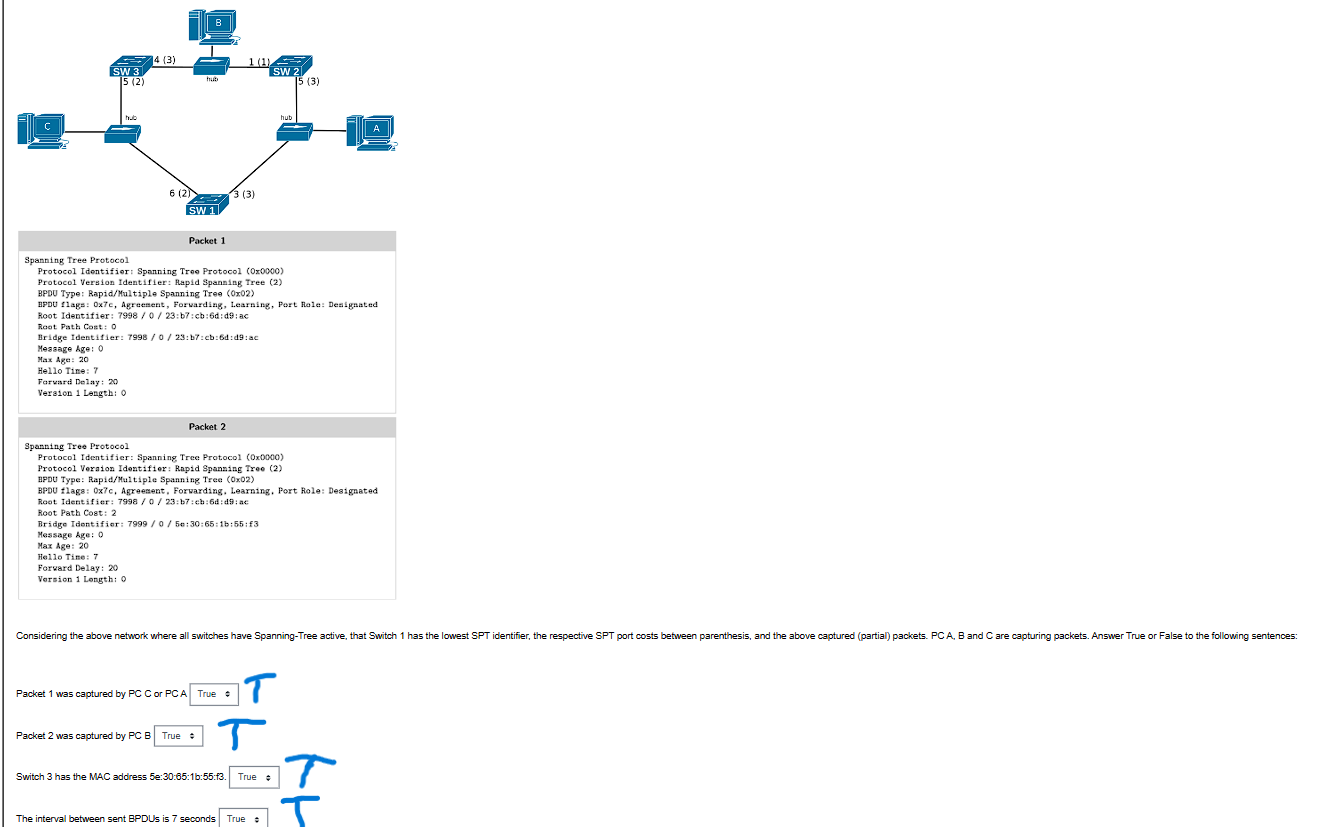 B
4 (3)
1 (1)
SW 3
hub
SW 2
5 (2)
5 (3)
hub
hub
C
A
6 (2)
3 (3)
SW 1
Packet 1
Spanning Tree Protocol
Protocol Identifier: Spanning Tree Protocol (0x0000)
Protocol Version Identifier: Rapid Spanning Tree (2)
BPDU Type: Rapid/Multiple Spanning Tree (0x02)
BPDU flags: 0x7c, Agreement, Forwarding, Learning, Port Role: Designated
Root Identifier: 7998 / 0 / 23:b7:cb:6d:d9:ac
Root Path Cost: 0
Bridge Identifier: 7998 / 0 / 23:b7:cb:6d:d9:ac
Message Age: 0
Max Age: 20
Hello Time: 7
Forward Delay: 20
Version 1 Length: 0
Packet 2
Spanning Tree Protocol
Protocol Identifier: Spanning Tree Protocol (0x0000)
Protocol Version Identifier: Rapid Spanning Tree (2)
BPDU Type: Rapid/Multiple Spanning Tree (0x02)
BPDU flags: 0x7c, Agreement, Forwarding, Learning, Port Role: Designated
Root Identifier: 7998 / 0 / 23:b7:cb:6d:d9:ac
Root Path Cost: 2
Bridge Identifier: 7999 / 0 / 5e:30:65:1b:55:f3
Message Age: 0
Max Age: 20
Hello Time: 7
Forward Delay: 20
Version 1 Length: 0
Considering the above network where all switches have Spanning-Tree active, that Switch 1 has the lowest SPT identifier, the respective SPT port costs between parenthesis, and the above captured (partial) packets. PC A, B and C are capturing packets. Answer True or False to the following sentences:
Packet 1 was captured by PC C or PC A True T
Packet 2 was captured by PC B True T
Switch 3 has the MAC address 5e:30:65:1b:55:f3. True T
The interval between sent BPDUs is 7 seconds True T